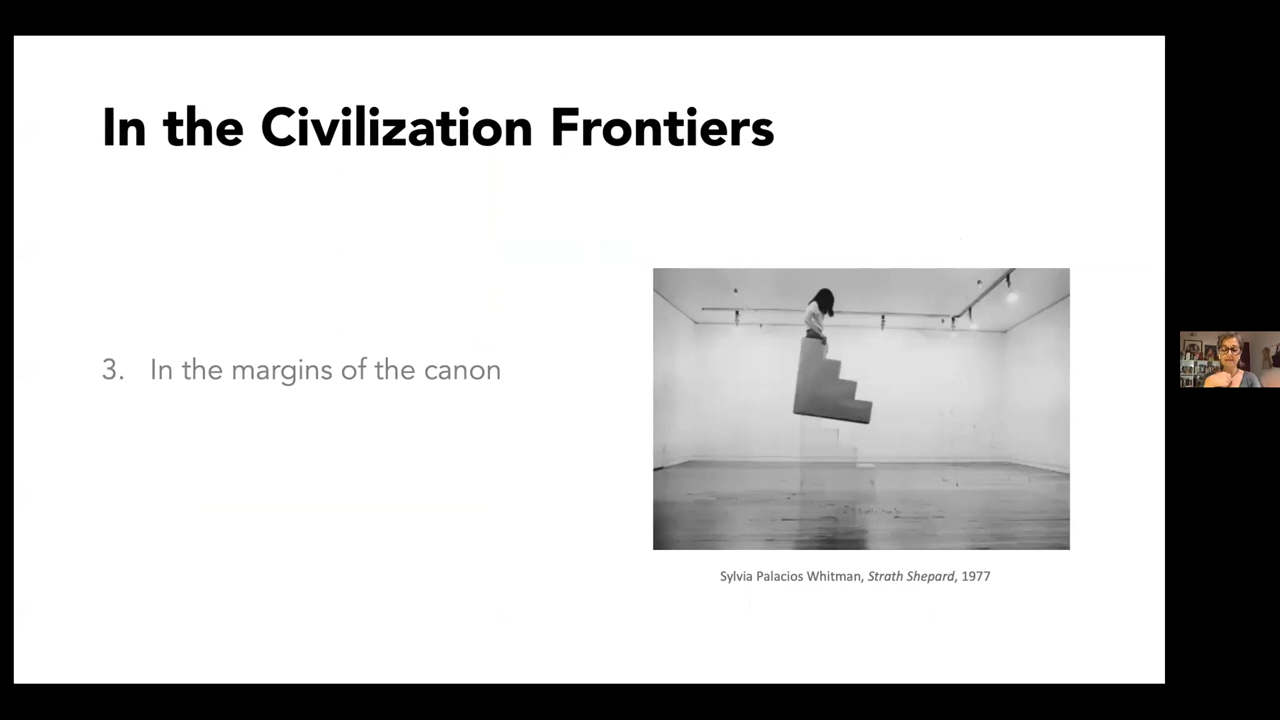 In the Civilization Frontiers
3. In the margins of the canon
Sylvia Palacios Whitman, Strath Shepard, 1977